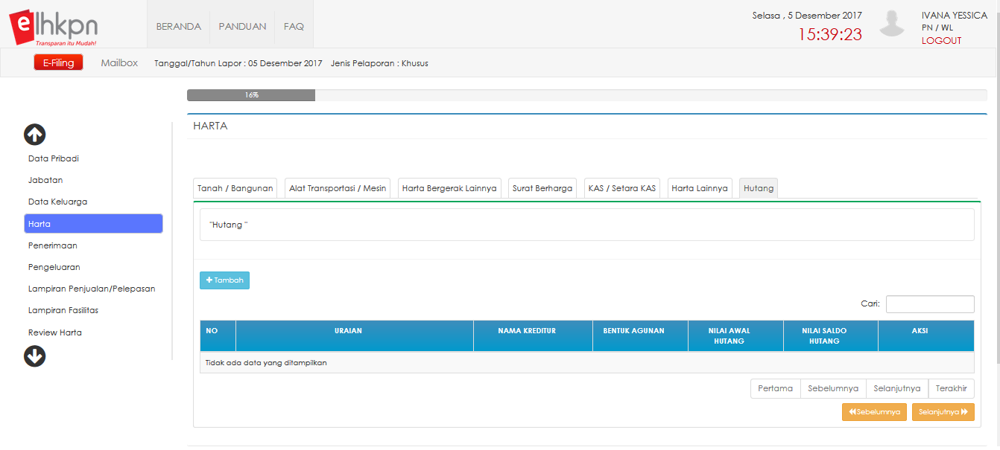 elhkpn
Transparan itu Mudah!
BERANDA PANDUAN FAQ
Selasa , 5 Desember 2017
15:39:23
IVANA YESSICA
PN / WL
LOGOUT
E-Filing Mailbox Tanggal/Tahun Lapor : 05 Desember 2017 Jenis Pelaporan : Khusus
16%
HARTA
Data Pribadi
Jabatan
Data Keluarga
Harta
Penerimaan
Pengeluaran
Lampiran Penjualan/Pelepasan
Lampiran Fasilitas
Review Harta
Tanah / Bangunan Alat Transportasi / Mesin Harta Bergerak Lainnya Surat Berharga KAS / Setara KAS Harta Lainnya Hutang
"Hutang "
+ Tambah
Cari:
NO URAIAN NAMA KREDITUR BENTUK AGUNAN NILAI AWAL HUTANG NILAI SALDO HUTANG AKSI
Tidak ada data yang ditampilkan
Pertama Sebelumnya Selanjutnya Terakhir
Sebelumnya Selanjutnya